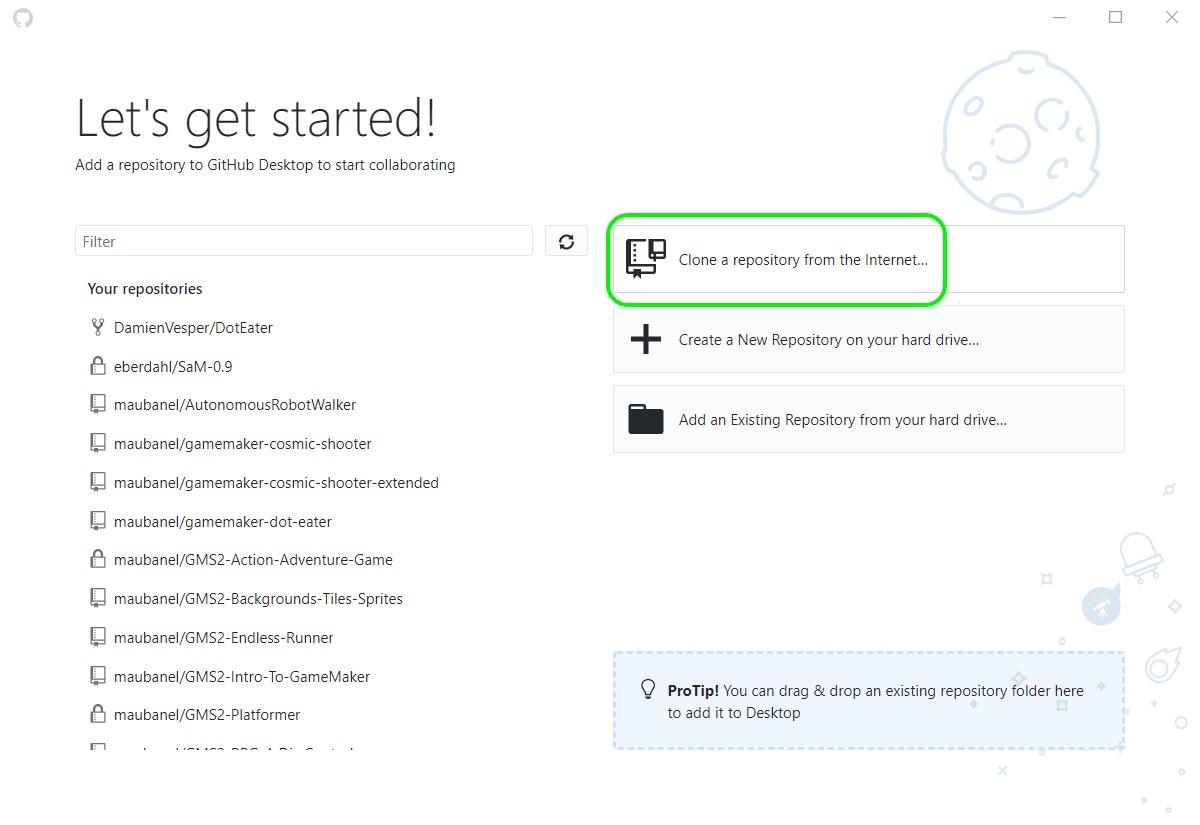 Let's get started!
Add a repository to GitHub Desktop to start collaborating
Filter
Your repositories
DamienVesper/DotEater
eberdahl/SaM-0.9
maubanel/AutonomousRobotWalker
maubanel/gamemaker-cosmic-shooter
maubanel/gamemaker-cosmic-shooter-extended
maubanel/gamemaker-dot-eater
maubanel/GMS2-Action-Adventure-Game
maubanel/GMS2-Backgrounds-Tiles-Sprites
maubanel/GMS2-Endless-Runner
maubanel/GMS2-Intro-To-GameMaker
maubanel/GMS2-Platformer
Clone a repository from the Internet...
Create a New Repository on your hard drive...
Add an Existing Repository from your hard drive...
ProTip! You can drag & drop an existing repository folder here
to add it to Desktop